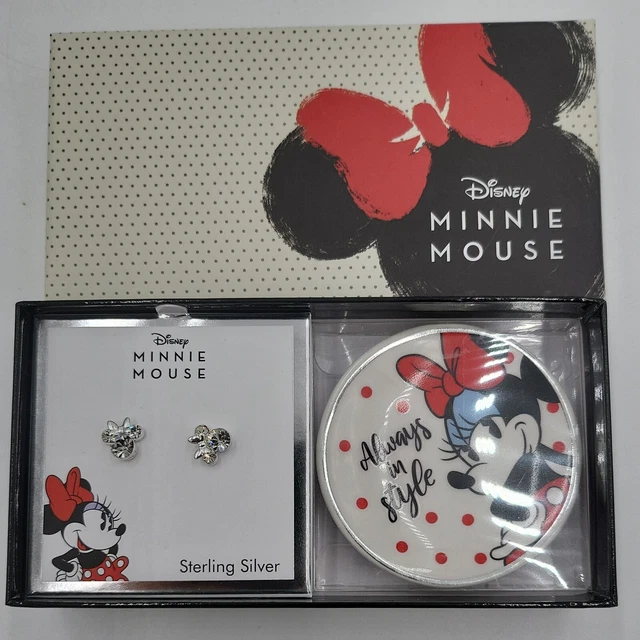 Disney
MINNIE
MOUSE
Disney
MINNIE
MOUSE
Sterling Silver
Always
in
style